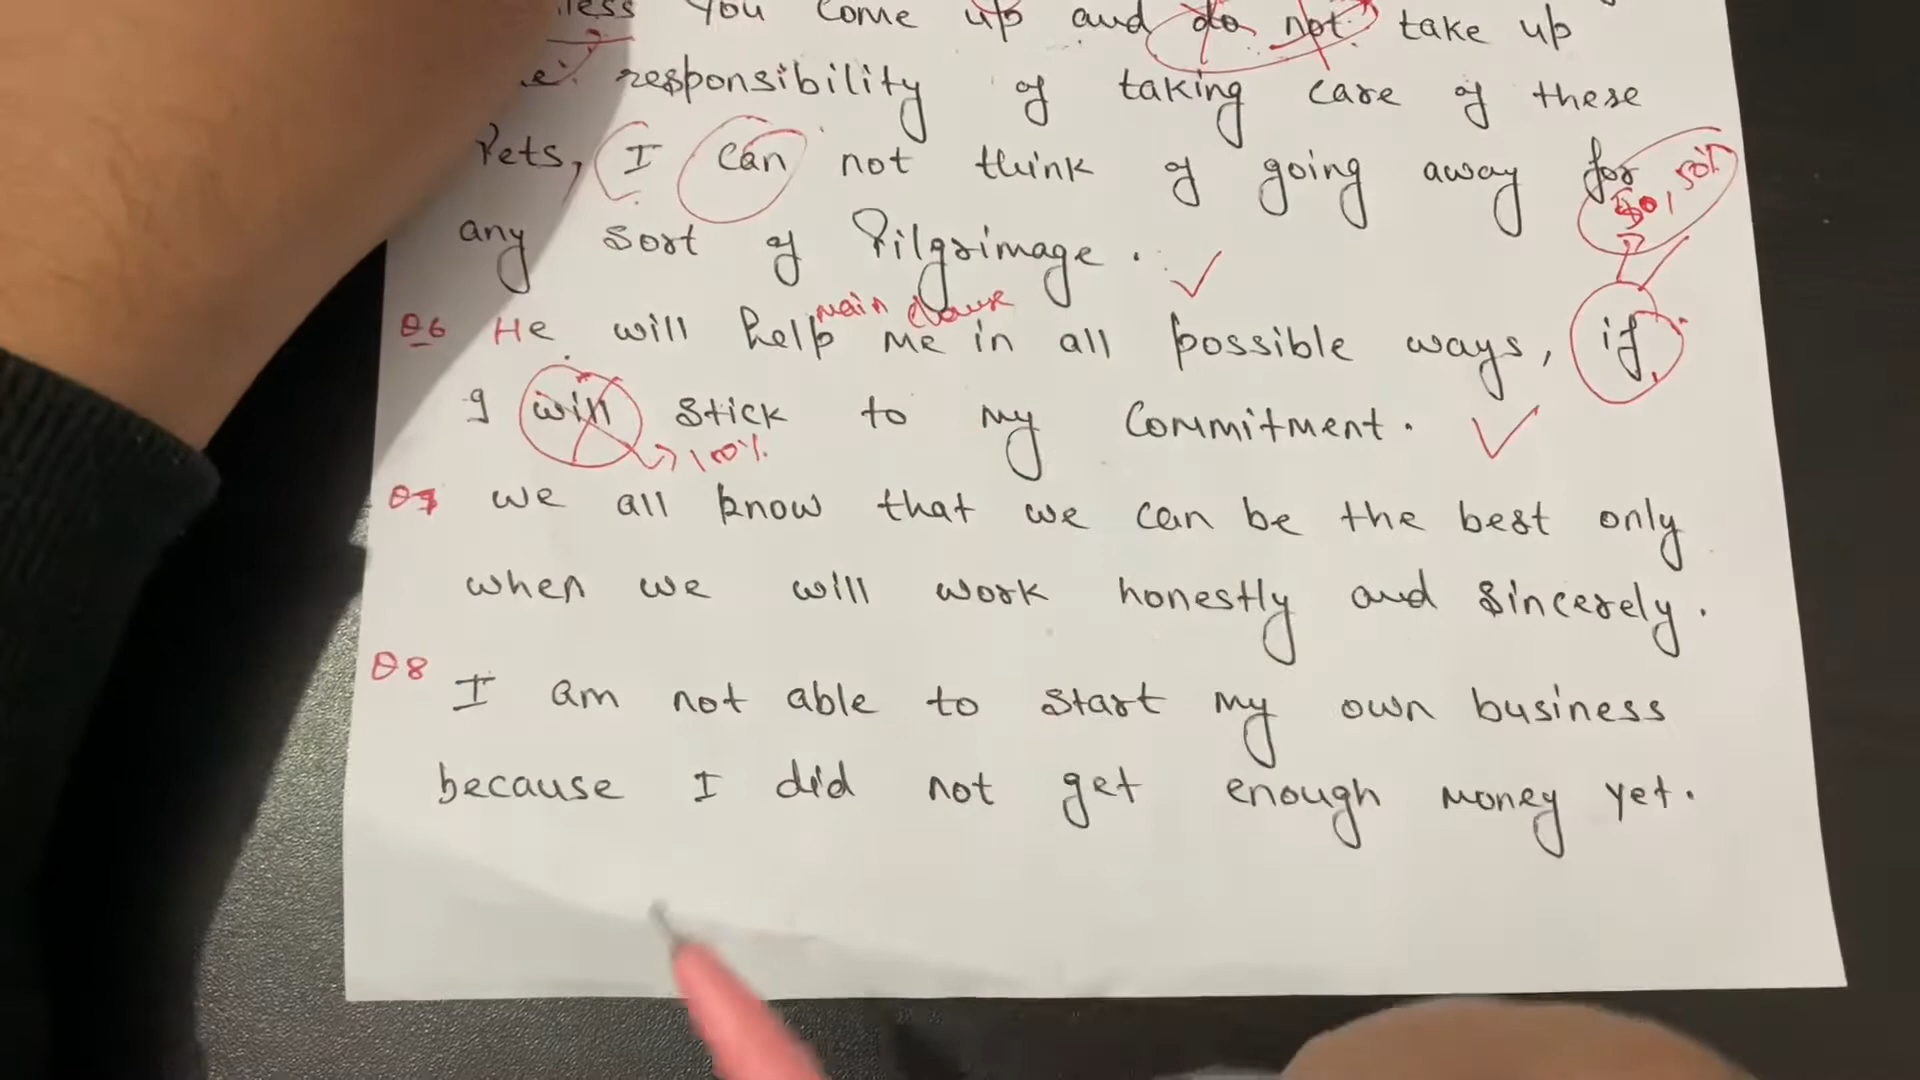 less you come up and do not take up
responsibility of taking care of these
Pets, I can not think of going away for
50, 50%
any sort of Pilgrimage.
main clause
Q6 He will help me in all possible ways, if
I will stick to my commitment.
100%
Q7 we all know that we can be the best only
when we will work honestly and sincerely.
Q8 I am not able to start my own business
because I did not get enough money yet.